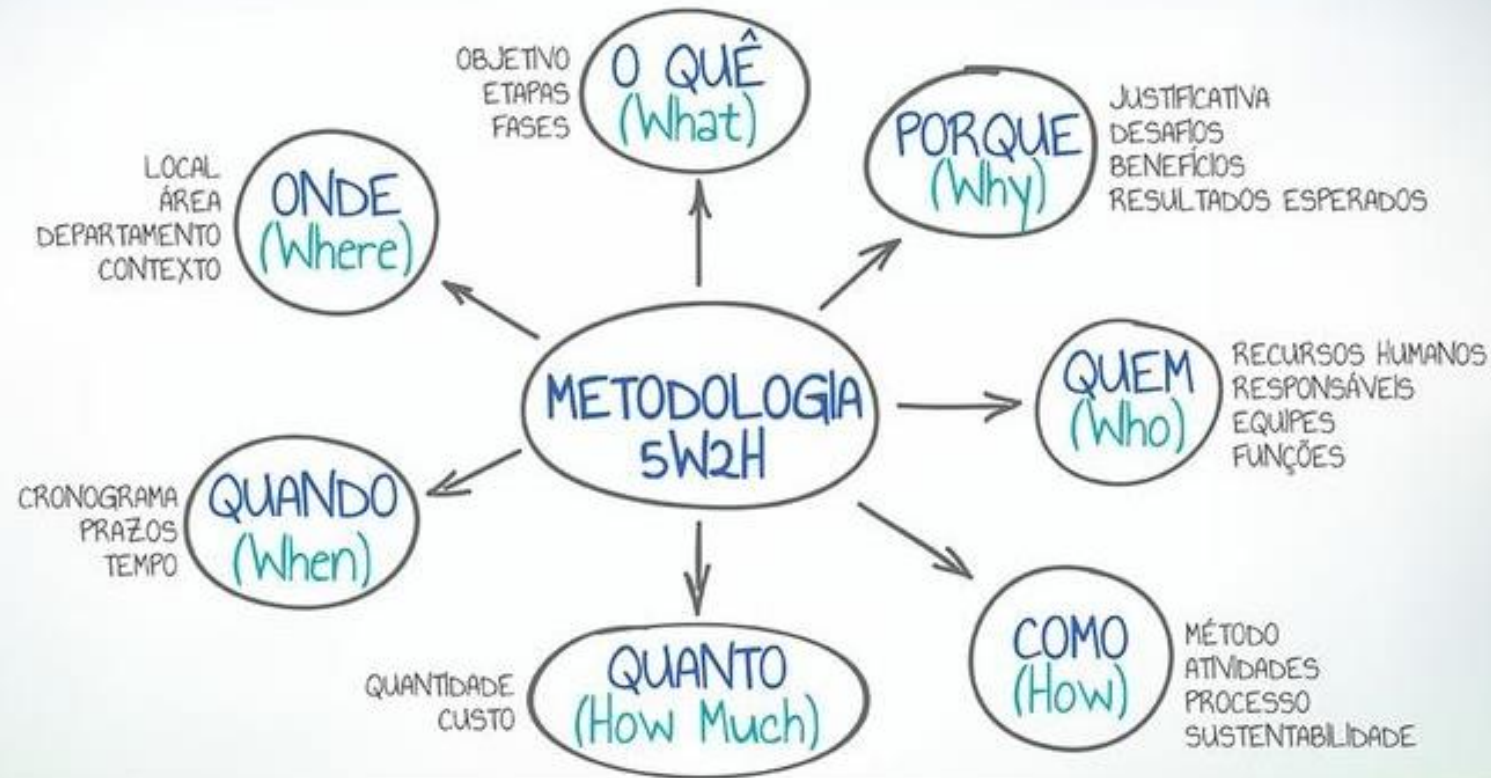 OBJETIVO
ETAPAS
FASES
O QUÊ
(What)
JUSTIFICATIVA
DESAFIOS
BENEFÍCIOS
RESULTADOS ESPERADOS
PORQUE
(Why)
LOCAL
ÁREA
DEPARTAMENTO
CONTEXTO
ONDE
(Where)
METODOLOGIA
5W2H
QUEM
(Who)
RECURSOS HUMANOS
RESPONSÁVEIS
EQUIPES
FUNÇÕES
CRONOGRAMA
PRAZOS
TEMPO
QUANDO
(When)
QUANTIDADE
CUSTO
QUANTO
(How Much)
COMO
(How)
MÉTODO
ATIVIDADES
PROCESSO
SUSTENTABILIDADE